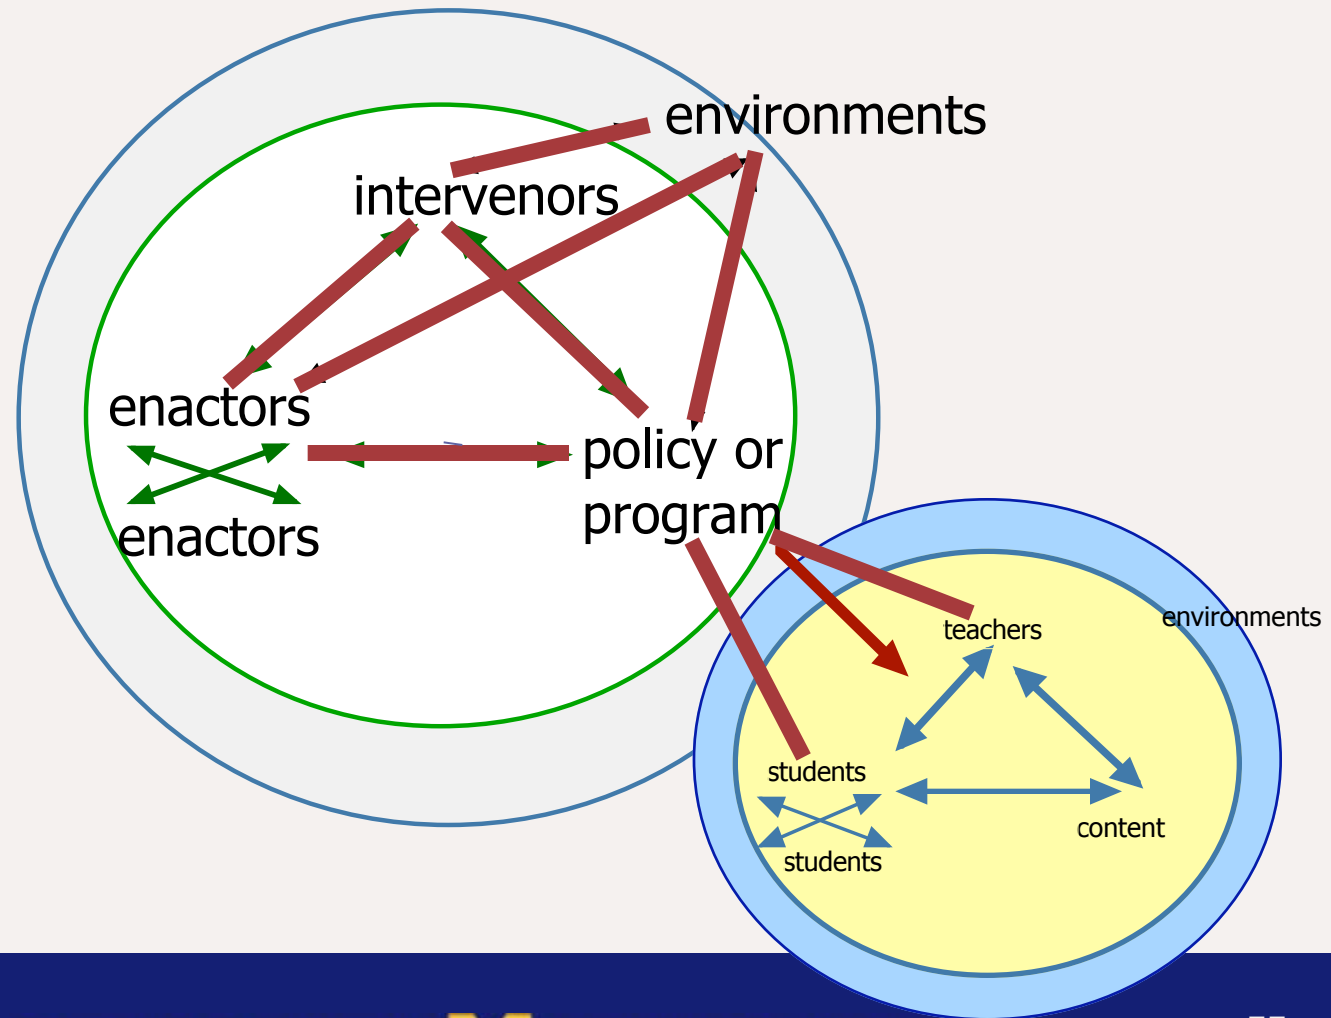 environments
intervenors
enactors
policy or
program
enactors
teachers
environments
students
content
students